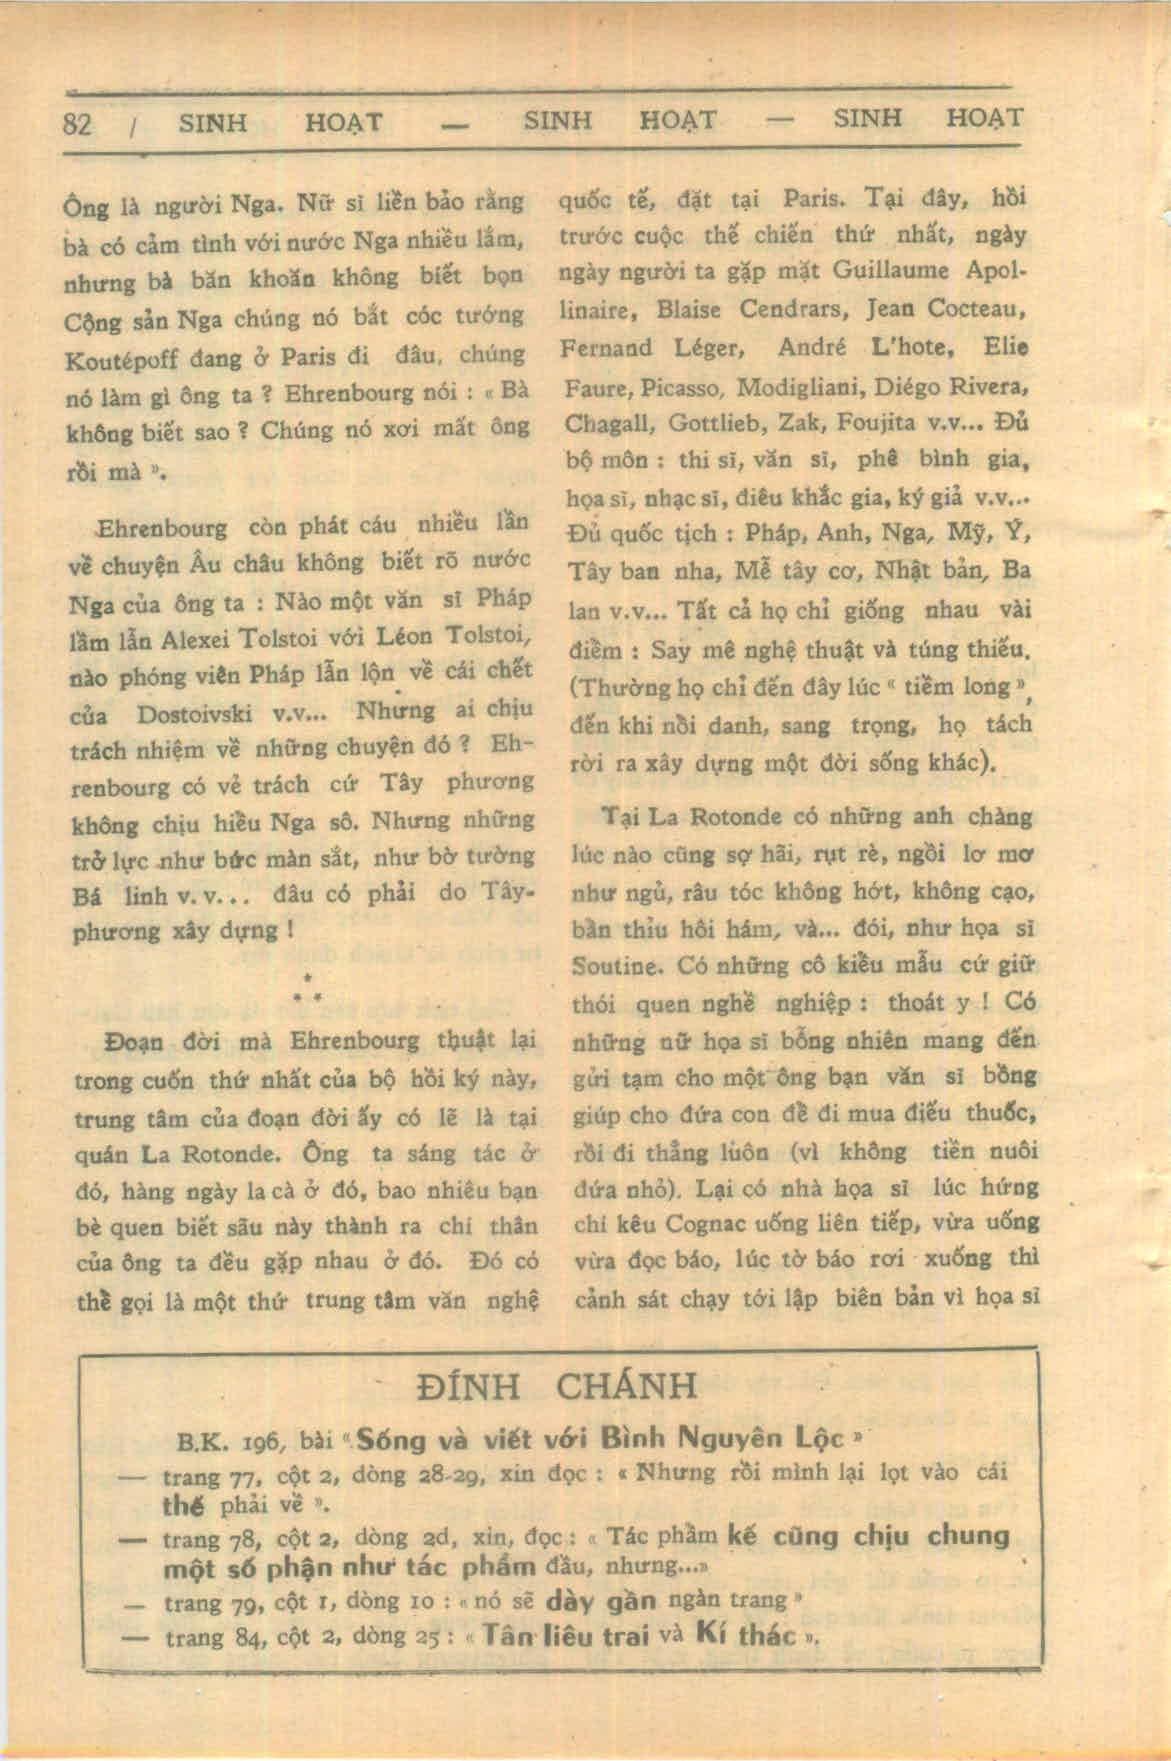 82 / SINH HOẠT — SINH HOẠT — SINH HOẠT
Ông là người Nga. Nữ sĩ liền bảo rằng
bà có cảm tình với nước Nga nhiều lắm,
nhưng bà băn khoăn không biết bọn
Cộng sản Nga chúng nó bắt cóc tướng
Koutépoff đang ở Paris đi đâu, chúng
nó làm gì ông ta ? Ehrenbourg nói : « Bà
không biết sao ? Chúng nó xơi mất ông
rồi mà ».
Ehrenbourg còn phát cáu nhiều lần
về chuyện Âu châu không biết rõ nước
Nga của ông ta : Nào một văn sĩ Pháp
lầm lẫn Alexei Tolstoi với Léon Tolstoi,
nào phóng viên Pháp lẫn lộn về cái chết
của Dostoivski v.v... Nhưng ai chịu
trách nhiệm về những chuyện đó ? Eh-
renbourg có vẻ trách cứ Tây phương
không chịu hiểu Nga sô. Nhưng những
trở lực như bức màn sắt, như bờ tường
Bá linh v.v... đâu có phải do Tây-
phương xây dựng !
*
* *
Đoạn đời mà Ehrenbourg thuật lại
trong cuốn thứ nhất của bộ hồi ký này,
trung tâm của đoạn đời ấy có lẽ là tại
quán La Rotonde. Ông ta sáng tác ở
đó, hàng ngày la cà ở đó, bao nhiêu bạn
bè quen biết sau này thành ra chí thân
của ông ta đều gặp nhau ở đó. Đó có
thể gọi là một thứ trung tâm văn nghệ
quốc tế, đặt tại Paris. Tại đây, hồi
trước cuộc thế chiến thứ nhất, ngày
ngày người ta gặp mặt Guillaume Apol-
linaire, Blaise Cendrars, Jean Cocteau,
Fernand Léger, André L'hote, Elie
Faure, Picasso, Modigliani, Diégo Rivera,
Chagall, Gottlieb, Zak, Foujita v.v... Đủ
bộ môn : thi sĩ, văn sĩ, phê bình gia,
họa sĩ, nhạc sĩ, điêu khắc gia, ký giả v.v...
Đủ quốc tịch : Pháp, Anh, Nga, Mỹ, Ý,
Tây ban nha, Mễ tây cơ, Nhật bản, Ba
lan v.v... Tất cả họ chỉ giống nhau vài
điểm : Say mê nghệ thuật và túng thiếu.
(Thường họ chỉ đến đây lúc « tiềm long »,
đến khi nổi danh, sang trọng, họ tách
rời ra xây dựng một đời sống khác).
Tại La Rotonde có những anh chàng
lúc nào cũng sợ hãi, rụt rè, ngồi lơ mơ
như ngủ, râu tóc không hớt, không cạo,
bẩn thỉu hôi hám, và... đói, như họa sĩ
Soutine. Có những cô kiều mẫu cứ giữ
thói quen nghề nghiệp : thoát y ! Có
những nữ họa sĩ bỗng nhiên mang đến
gửi tạm cho một ông bạn văn sĩ bồng
giúp cho đứa con để đi mua điếu thuốc,
rồi đi thẳng luôn (vì không tiền nuôi
đứa nhỏ). Lại có nhà họa sĩ lúc hứng
chí kêu Cognac uống liên tiếp, vừa uống
vừa đọc báo, lúc tờ báo rơi xuống thì
cảnh sát chạy tới lập biên bản vì họa sĩ
ĐÍNH CHÁNH
B.K. 196, bài « Sống và viết với Bình Nguyên Lộc »
— trang 77, cột 2, dòng 28-29, xin đọc : « Nhưng rồi mình lại lọt vào cái
thế phải về ».
— trang 78, cột 2, dòng 2d, xin, đọc : « Tác phẩm kế cũng chịu chung
một số phận như tác phẩm đầu, nhưng...»
— trang 79, cột 1, dòng 10 : « nó sẽ dày gần ngàn trang »
— trang 84, cột 2, dòng 25 : « Tân liêu trai và Kí thác ».